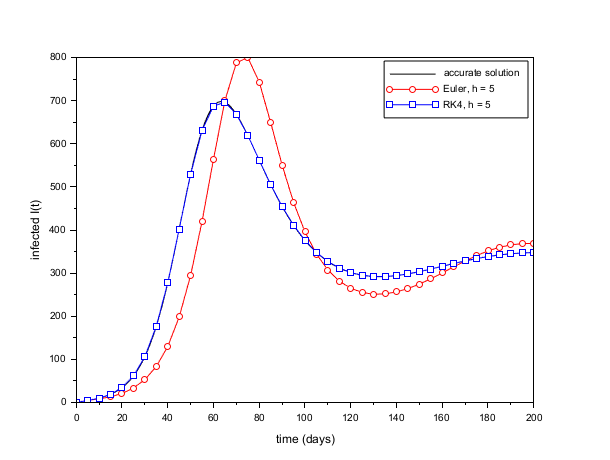 800
700
600
500
400
300
200
100
0
infected I(t)
accurate solution
Euler, h = 5
RK4, h = 5
0 20 40 60 80 100 120 140 160 180 200
time (days)